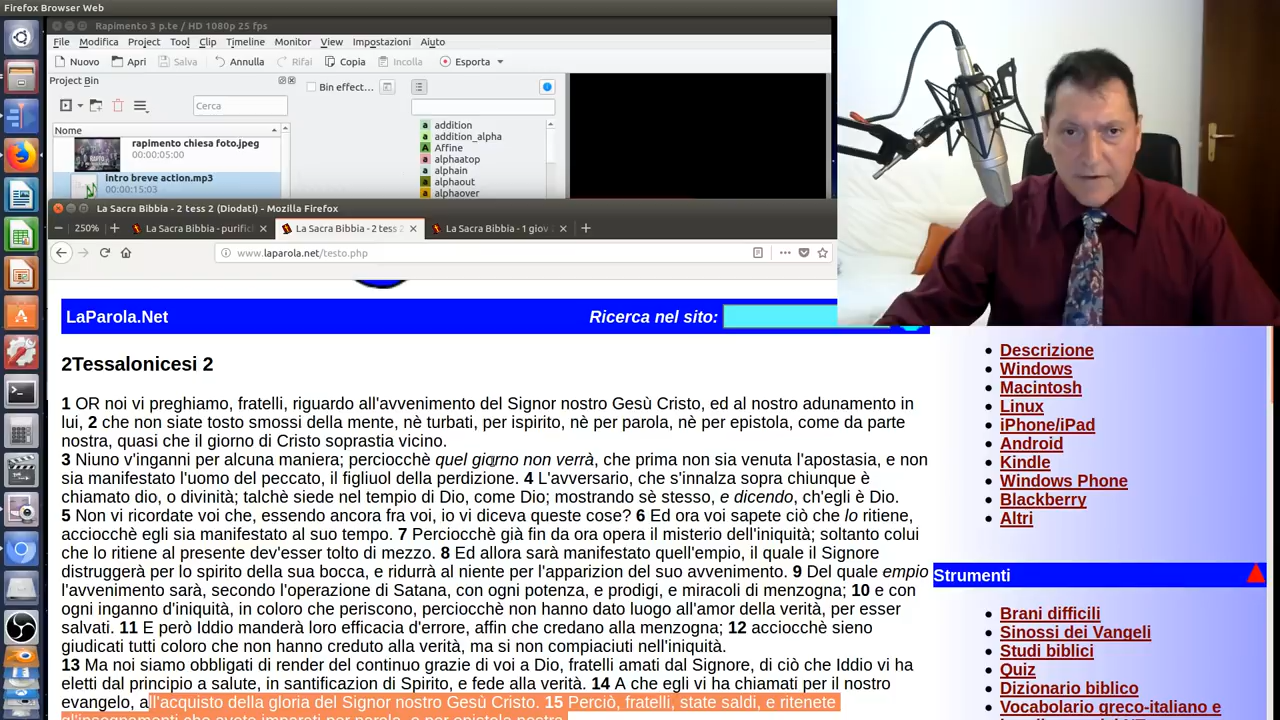 Firefox Browser Web
Rapimento 3 p.te / HD 1080p 25 fps
File Modifica Project Tool Clip Timeline Monitor View Impostazioni Aiuto
Nuovo Apri Salva Annulla Rifai Copia Incolla Esporta
Project Bin
Bin effect...
Cerca
Nome
rapimento chiesa foto.jpeg
00:00:05:00
intro breve action.mp3
00:00:15:03
addition
addition_alpha
Affine
alphaatop
alphain
alphaout
alphaover
La Sacra Bibbia - 2 tess 2 (Diodati) - Mozilla Firefox
250% La Sacra Bibbia - purific La Sacra Bibbia - 2 tess 2 La Sacra Bibbia - 1 giov
www.laparola.net/testo.php
LaParola.Net
Ricerca nel sito:
2Tessalonicesi 2
1 OR noi vi preghiamo, fratelli, riguardo all'avvenimento del Signor nostro Gesù Cristo, ed al nostro adunamento in
lui, 2 che non siate tosto smossi della mente, nè turbati, per ispirito, nè per parola, nè per epistola, come da parte
nostra, quasi che il giorno di Cristo soprastia vicino.
3 Niuno v'inganni per alcuna maniera; perciocchè quel giorno non verrà, che prima non sia venuta l'apostasia, e non
sia manifestato l'uomo del peccato, il figliuol della perdizione. 4 L'avversario, che s'innalza sopra chiunque è
chiamato dio, o divinità; talchè siede nel tempio di Dio, come Dio; mostrando sè stesso, e dicendo, ch'egli è Dio.
5 Non vi ricordate voi che, essendo ancora fra voi, io vi diceva queste cose? 6 Ed ora voi sapete ciò che lo ritiene,
acciocchè egli sia manifestato al suo tempo. 7 Perciocchè già fin da ora opera il misterio dell'iniquità; soltanto colui
che lo ritiene al presente dev'esser tolto di mezzo. 8 Ed allora sarà manifestato quell'empio, il quale il Signore
distruggerà per lo spirito della sua bocca, e ridurrà al niente per l'apparizion del suo avvenimento. 9 Del quale empio
l'avvenimento sarà, secondo l'operazione di Satana, con ogni potenza, e prodigi, e miracoli di menzogna; 10 e con
ogni inganno d'iniquità, in coloro che periscono, perciocchè non hanno dato luogo all'amor della verità, per esser
salvati. 11 E però Iddio manderà loro efficacia d'errore, affin che credano alla menzogna; 12 acciocchè sieno
giudicati tutti coloro che non hanno creduto alla verità, ma si son compiaciuti nell'iniquità.
13 Ma noi siamo obbligati di render del continuo grazie di voi a Dio, fratelli amati dal Signore, di ciò che Iddio vi ha
eletti dal principio a salute, in santificazion di Spirito, e fede alla verità. 14 A che egli vi ha chiamati per il nostro
evangelo, all'acquisto della gloria del Signor nostro Gesù Cristo. 15 Perciò, fratelli, state saldi, e ritenete
gl'insegnamenti che avete imparati per parola, o per epistola nostra.
Descrizione
Windows
Macintosh
Linux
iPhone/iPad
Android
Kindle
Windows Phone
Blackberry
Altri
Strumenti
Brani difficili
Sinossi dei Vangeli
Studi biblici
Quiz
Dizionario biblico
Vocabolario greco-italiano e